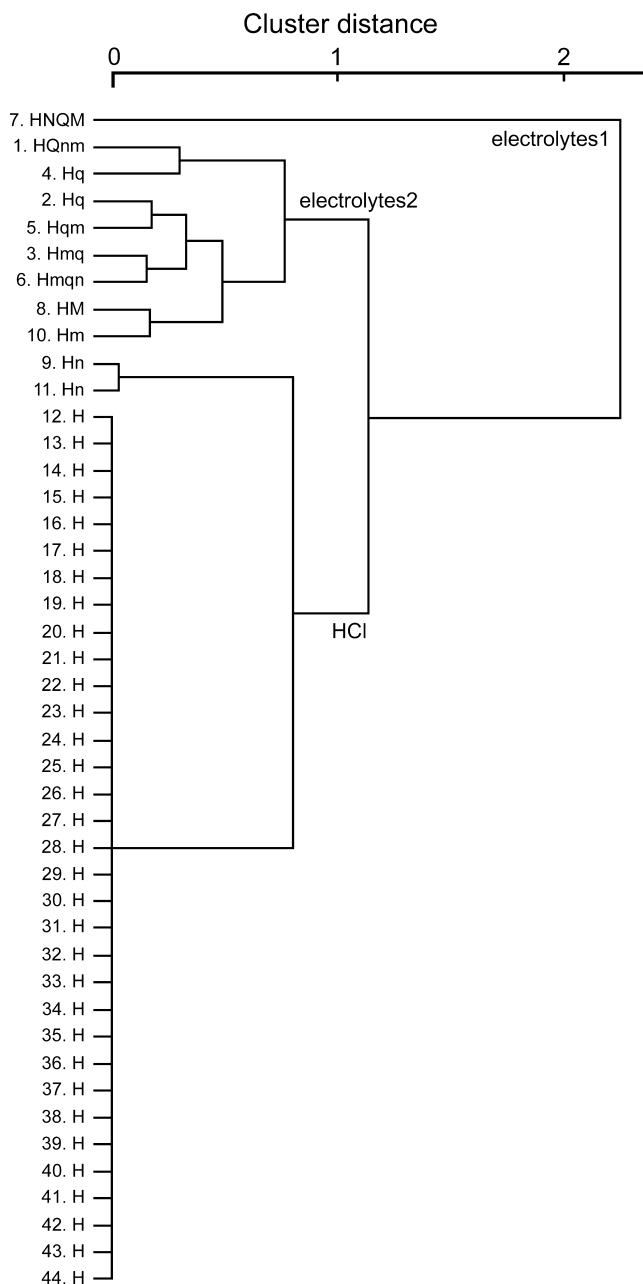 Cluster distance
0 1 2
7. HNQM
electrolytes1
1. HQnm
4. Hq
2. Hq
electrolytes2
5. Hqm
3. Hmq
6. Hmqn
8. HM
10. Hm
9. Hn
11. Hn
12. H
13. H
14. H
15. H
16. H
17. H
18. H
19. H
20. H
HCl
21. H
22. H
23. H
24. H
25. H
26. H
27. H
28. H
29. H
30. H
31. H
32. H
33. H
34. H
35. H
36. H
37. H
38. H
39. H
40. H
41. H
42. H
43. H
44. H